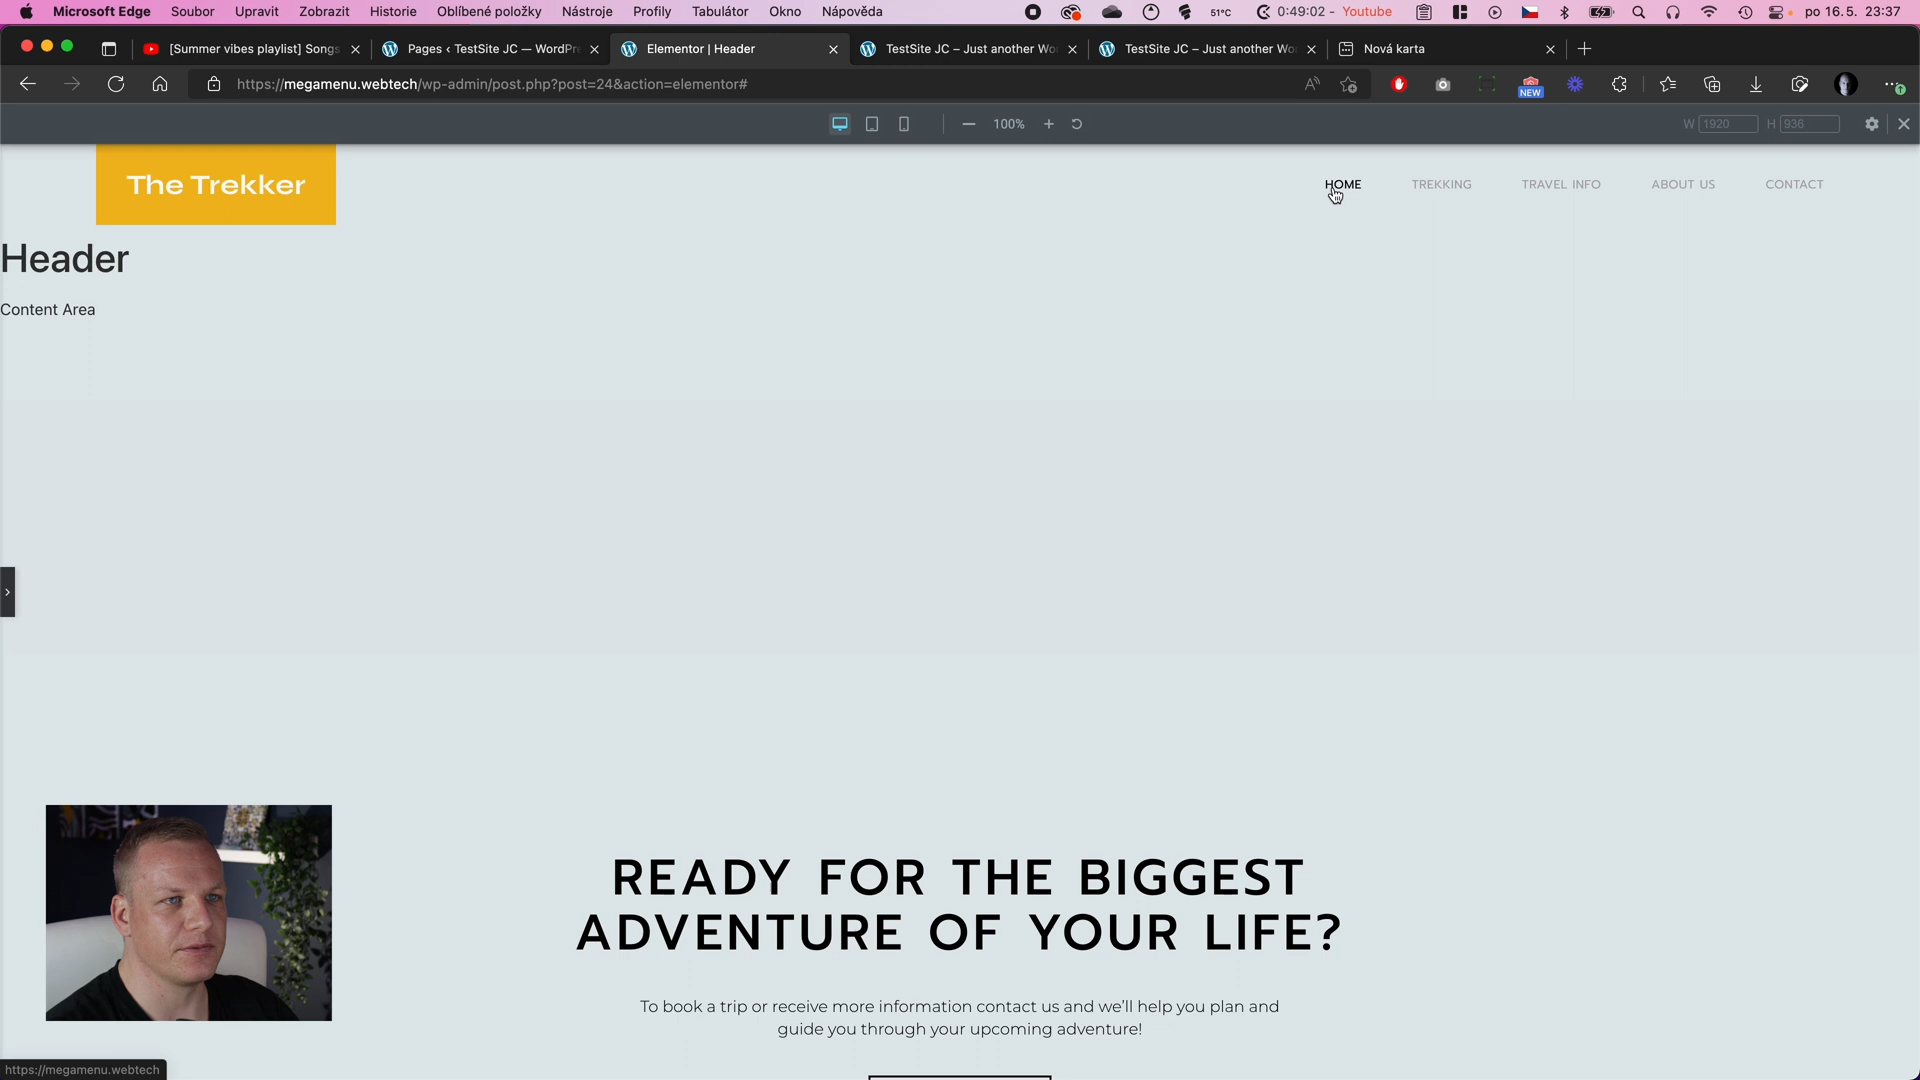 Microsoft Edge Soubor Upravit Zobrazit Historie Oblíbené položky Nástroje Profily Tabulátor Okno Nápověda 51°C 0:49:02 - Youtube po 16.5. 23:37
[Summer vibes playlist] Songs Pages ‹ TestSite JC — WordPr Elementor | Header TestSite JC – Just another Wo TestSite JC – Just another Wo Nová karta
https://megamenu.webtech/wp-admin/post.php?post=24&action=elementor# NEW
100% W 1920 H 936
The Trekker HOME TREKKING TRAVEL INFO ABOUT US CONTACT
Header
Content Area
READY FOR THE BIGGEST
ADVENTURE OF YOUR LIFE?
To book a trip or receive more information contact us and we'll help you plan and
guide you through your upcoming adventure!
https://megamenu.webtech